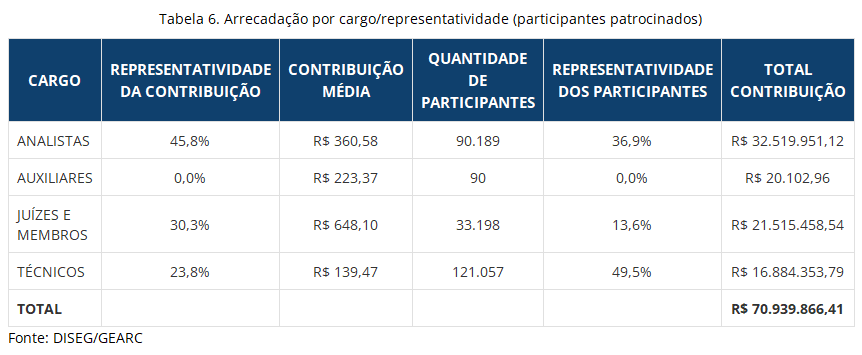 Tabela 6. Arrecadação por cargo/representatividade (participantes patrocinados)
CARGO REPRESENTATIVIDADE DA CONTRIBUIÇÃO CONTRIBUIÇÃO MÉDIA QUANTIDADE DE PARTICIPANTES REPRESENTATIVIDADE DOS PARTICIPANTES TOTAL CONTRIBUIÇÃO
ANALISTAS 45,8% R$ 360,58 90.189 36,9% R$ 32.519.951,12
AUXILIARES 0,0% R$ 223,37 90 0,0% R$ 20.102,96
JUÍZES E MEMBROS 30,3% R$ 648,10 33.198 13,6% R$ 21.515.458,54
TÉCNICOS 23,8% R$ 139,47 121.057 49,5% R$ 16.884.353,79
TOTAL R$ 70.939.866,41
Fonte: DISEG/GEARC